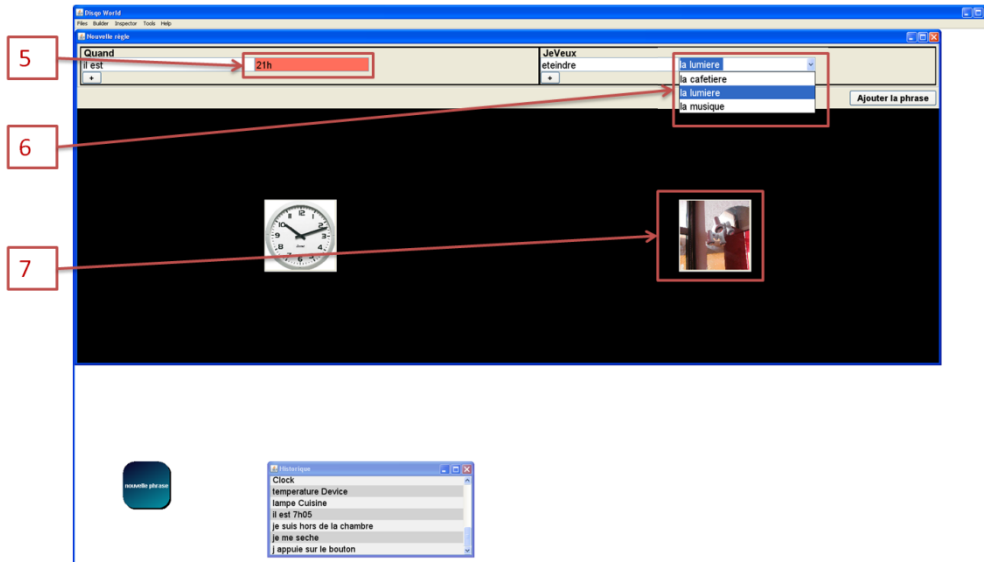 Disqo World
Files Builder Inspector Tools Help
Nouvelle règle
5
Quand
il est 21h
+
JeVeux
eteindre la lumiere
+
la cafetiere
la lumiere
la musique
Ajouter la phrase
6
7
nouvelle phrase
Historique
Clock
temperature Device
lampe Cuisine
il est 7h05
je suis hors de la chambre
je me seche
j appuie sur le bouton